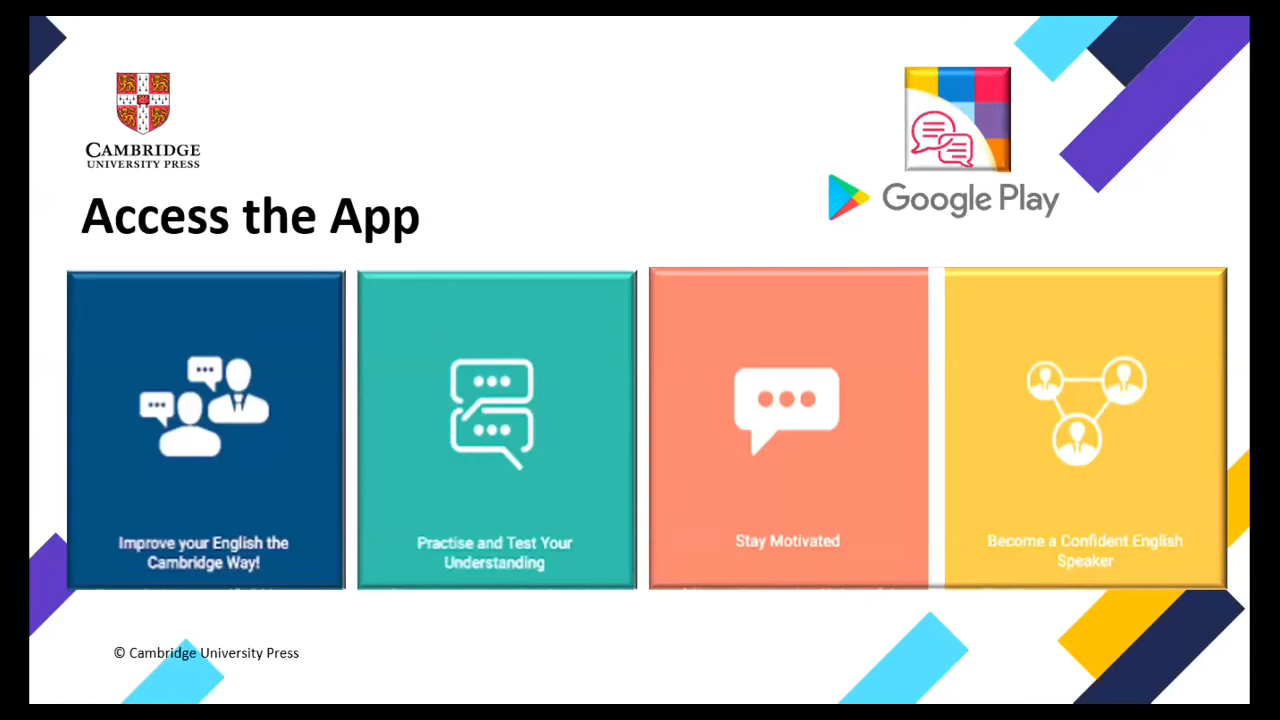 CAMBRIDGE
UNIVERSITY PRESS
Google Play
Access the App
Improve your English the
Cambridge Way!
Practise and Test Your
Understanding
Stay Motivated
Become a Confident English
Speaker
© Cambridge University Press